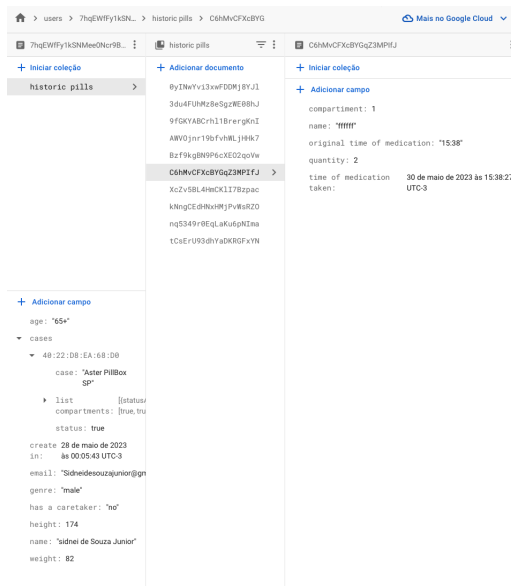 users > 7hqEWfFy1kSN... > historic pills > C6hMvCFXcBYG
Mais no Google Cloud
7hqEWfFy1kSNMee0Ncr9B...
historic pills
C6hMvCFXcBYGqZ3MPIfJ
+ Iniciar coleção
+ Adicionar documento
+ Iniciar coleção
historic pills
0yINwYvi3xwFDDMj8YJl
3du4FUhMz8eSgzWE08hJ
9fGKYABCrhl1BrergKnI
AWVOjnr19bfvhWLjHHk7
Bzf9kgBN9P6cXEO2qoVw
C6hMvCFXcBYGqZ3MPIfJ
XcZv5BL4HmCKlI7Bzpac
kNngCEdHNxHMjPvWsRZO
nq5349r0EqLaKu6pNIma
tCsErU93dhYaDKRGFxYN
+ Adicionar campo
compartiment: 1
name: "ffffff"
original time of medication: "15:38"
quantity: 2
time of medication 30 de maio de 2023 às 15:38:27
taken: UTC-3
+ Adicionar campo
age: "65+"
cases
40:22:D8:EA:68:D0
case: "Aster PillBox
SP"
list [{status
compartments: [true, tru
status: true
create 28 de maio de 2023
in: às 00:05:43 UTC-3
email: "Sidneidesouzajunior@gm
genre: "male"
has a caretaker: "no"
height: 174
name: "sidnei de Souza Junior"
weight: 82